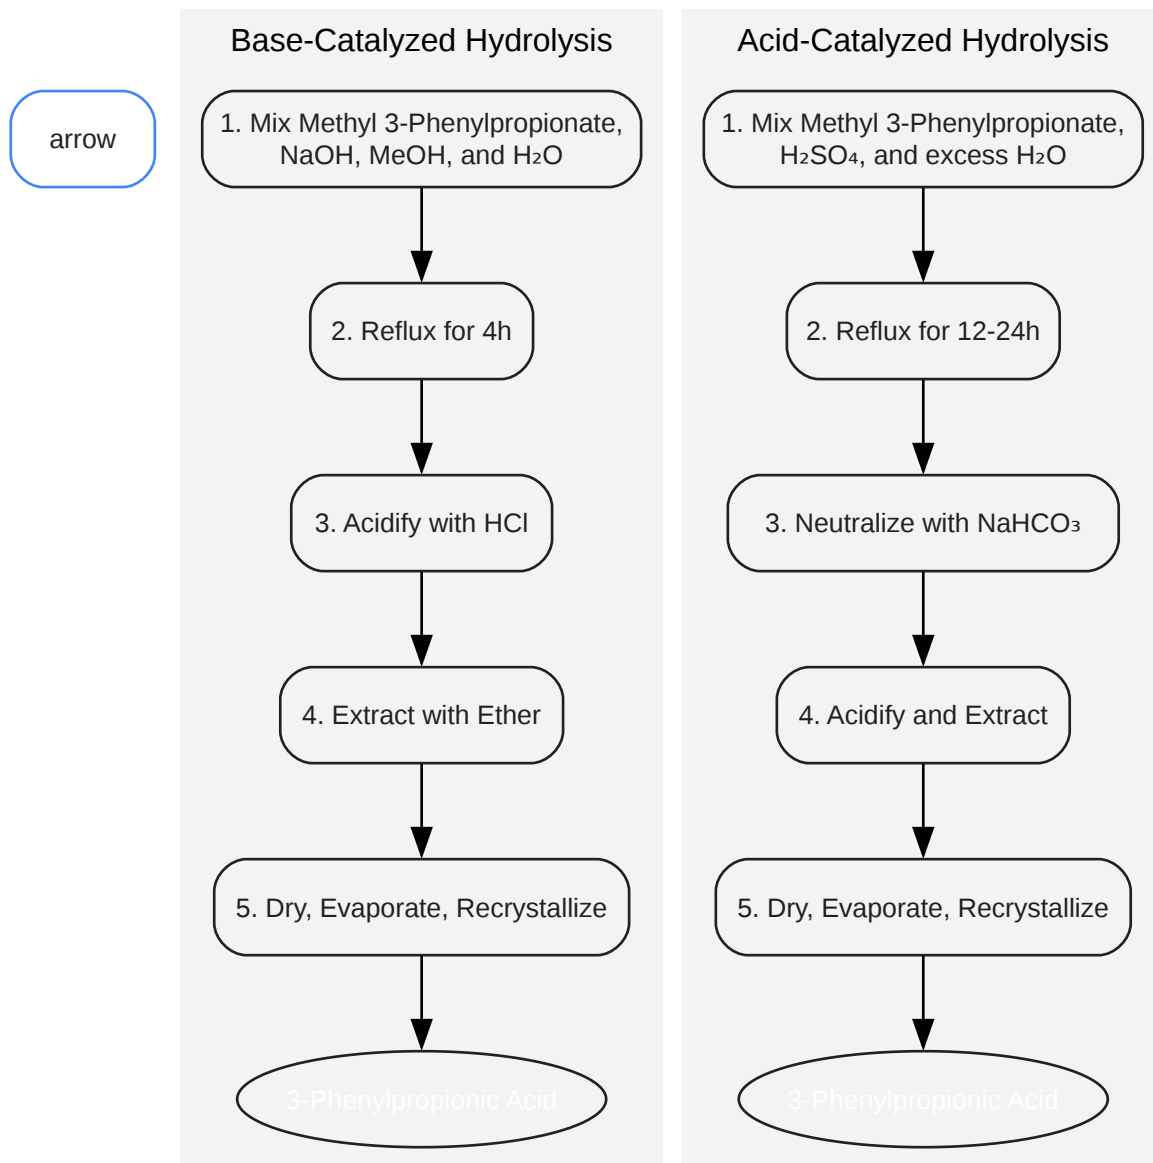 Base-Catalyzed Hydrolysis
arrow
1. Mix Methyl 3-Phenylpropionate,
NaOH, MeOH, and H₂O
2. Reflux for 4h
3. Acidify with HCl
4. Extract with Ether
5. Dry, Evaporate, Recrystallize
3-Phenylpropionic Acid
Acid-Catalyzed Hydrolysis
1. Mix Methyl 3-Phenylpropionate,
H₂SO₄, and excess H₂O
2. Reflux for 12-24h
3. Neutralize with NaHCO₃
4. Acidify and Extract
5. Dry, Evaporate, Recrystallize
3-Phenylpropionic Acid